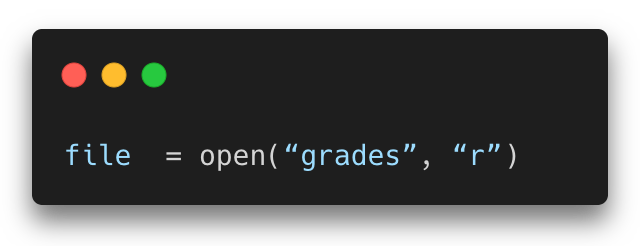 file  = open(“grades”, “r”)